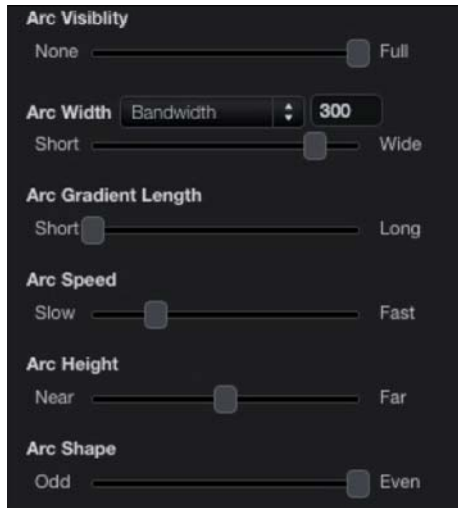 Arc Visiblity
None Full
Arc Width Bandwidth 300
Short Wide
Arc Gradient Length
Short Long
Arc Speed
Slow Fast
Arc Height
Near Far
Arc Shape
Odd Even